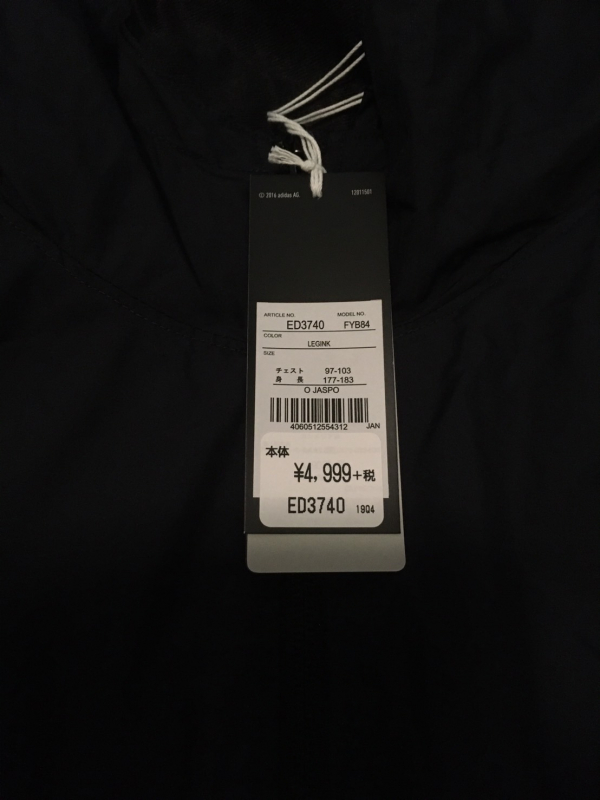 © 2016 adidas AG. 12011501
ARTICLE NO. MODEL NO.
ED3740 FYB84
COLOR
LEGINK
SIZE
チェスト 97-103
身 長 177-183
O JASPO
4060512554312 JAN
本体
¥4,999+税
ED3740 19Q4